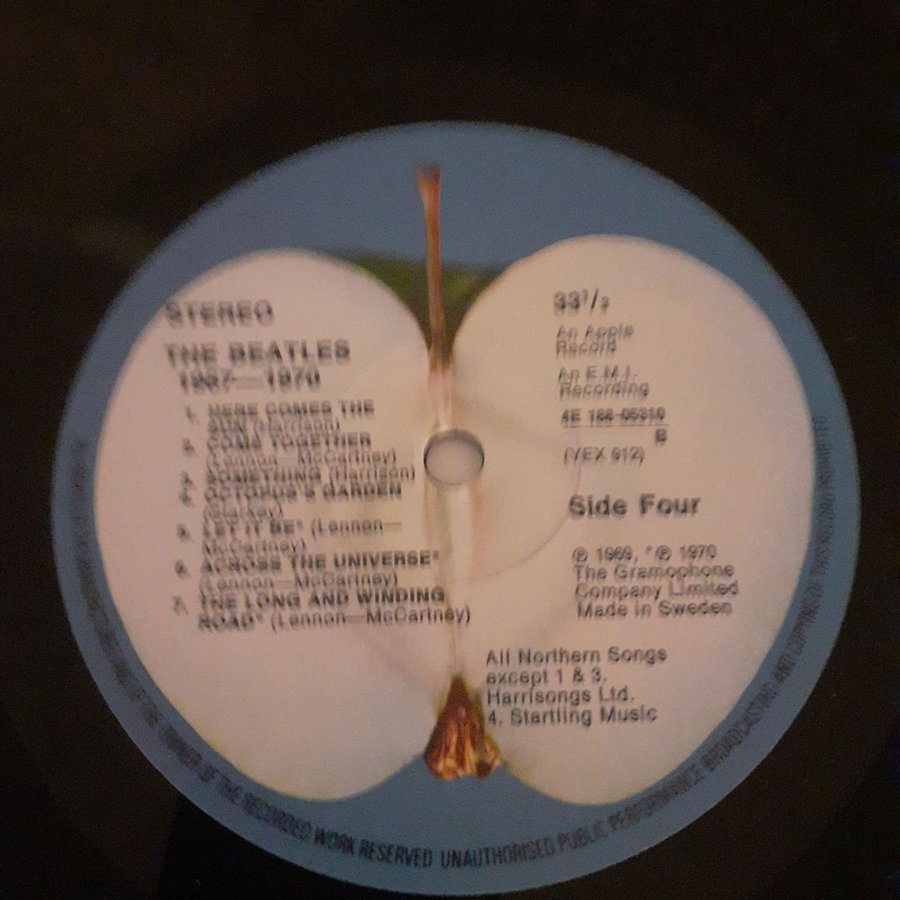 STEREO
THE BEATLES
1967—1970
1. HERE COMES THE
SUN (Harrison)
2. COME TOGETHER
(Lennon—McCartney)
3. SOMETHING (Harrison)
4. OCTOPUS'S GARDEN
(Starkey)
5. LET IT BE* (Lennon—
McCartney)
6. ACROSS THE UNIVERSE*
(Lennon—McCartney)
7. THE LONG AND WINDING
ROAD* (Lennon—McCartney)
33⅓
An Apple
Record
An E.M.I.
Recording
4E 188-05310
B
(YEX 912)
Side Four
℗ 1969, *℗ 1970
The Gramophone
Company Limited
Made in Sweden
All Northern Songs
except 1 & 3.
Harrisongs Ltd.
4. Startling Music
OWNER OF THE RECORDED WORK RESERVED UNAUTHORISED PUBLIC PERFORMANCE BROADCASTING AND COPYING OF THIS RECORD PROHIBITED